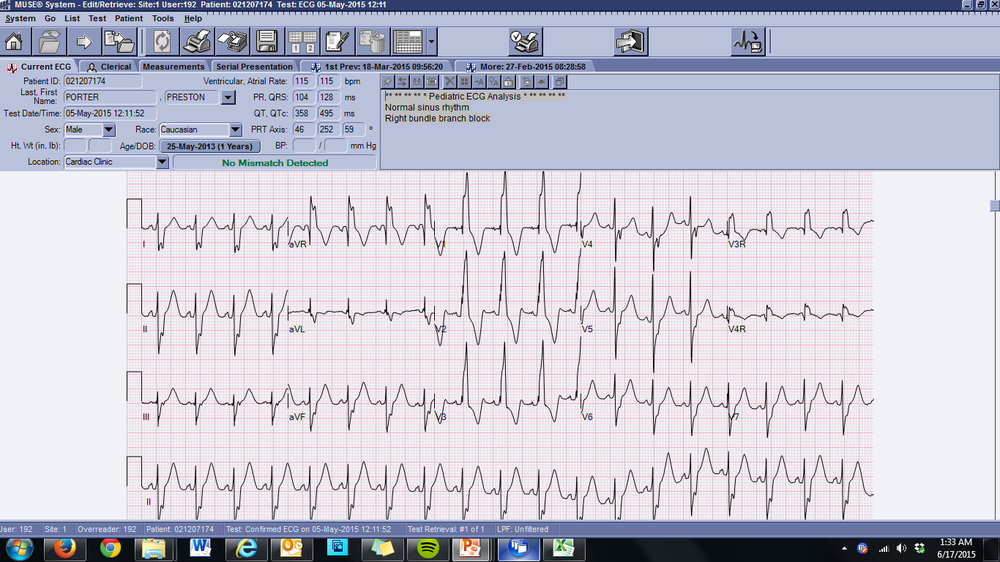 MUSE® System - Edit/Retrieve: Site:1 User:192 Patient: 021207174 Test: ECG 05-May-2015 12:11
System Go List Test Patient Tools Help
1 2
Current ECG Clerical Measurements Serial Presentation 1st Prev: 18-Mar-2015 09:56:20 More: 27-Feb-2015 08:28:58
Patient ID: 021207174 Ventricular, Atrial Rate: 115 115 bpm
Last, First Name: PORTER , PRESTON PR, QRS: 104 128 ms
Test Date/Time: 05-May-2015 12:11:52 QT, QTc: 358 495 ms
Sex: Male Race: Caucasian PRT Axis: 46 252 59 °
Ht, Wt (in, lb): Age/DOB: 25-May-2013 (1 Years) BP: / mm Hg
Location: Cardiac Clinic No Mismatch Detected
** ** ** ** * Pediatric ECG Analysis * ** ** ** **
Normal sinus rhythm
Right bundle branch block
I aVR V1 V4 V3R
II aVL V2 V5 V4R
III aVF V3 V6 V7
II
User: 192 Site: 1 Overreader: 192 Patient: 021207174 Test: Confirmed ECG on 05-May-2015 12:11:52 Test Retrieval: #1 of 1 LPF: Unfiltered
1:33 AM
6/17/2015